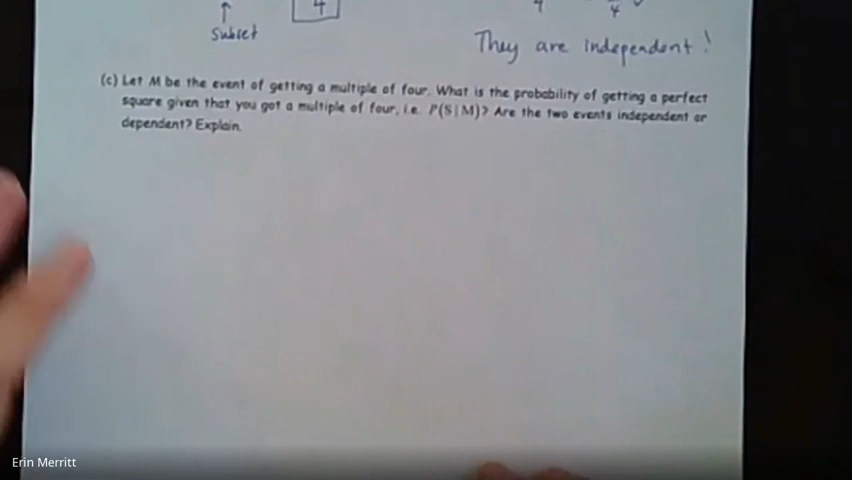 4
4
4
Subset
They are independent!
(c) Let M be the event of getting a multiple of four. What is the probability of getting a perfect
square given that you got a multiple of four, i.e. P(S|M)? Are the two events independent or
dependent? Explain.
Erin Merritt